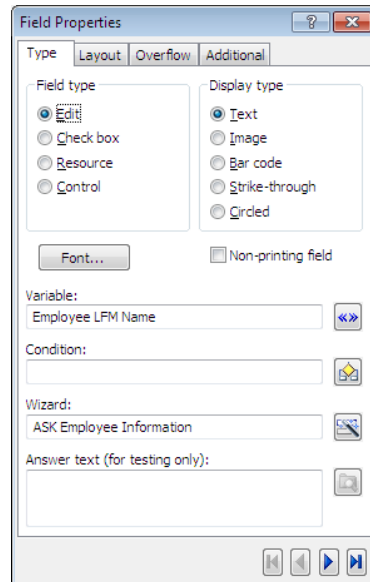 Field Properties
Type Layout Overflow Additional
Field type Display type
Edit Text
Check box Image
Resource Bar code
Control Strike-through
Circled
Font... Non-printing field
Variable:
Employee LFM Name
«»
Condition:
Wizard:
ASK Employee Information
Answer text (for testing only):